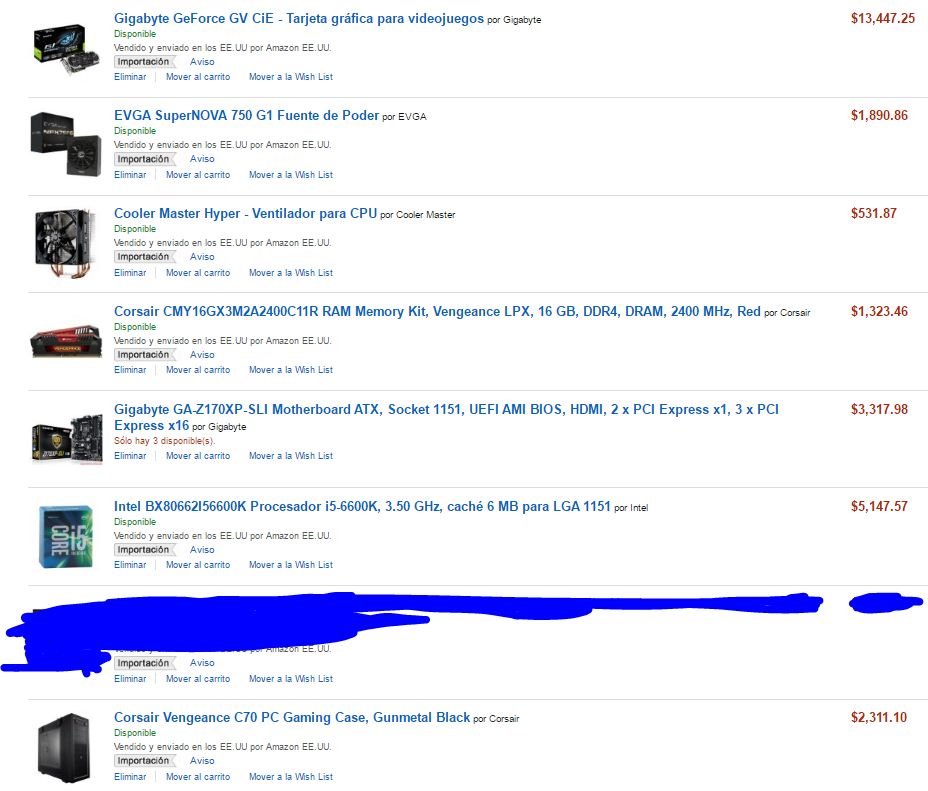 Gigabyte GeForce GV CiE - Tarjeta gráfica para videojuegos por Gigabyte $13,447.25
Disponible
Vendido y enviado en los EE.UU por Amazon EE.UU.
Importación Aviso
Eliminar Mover al carrito Mover a la Wish List
EVGA SuperNOVA 750 G1 Fuente de Poder por EVGA $1,890.86
Disponible
Vendido y enviado en los EE.UU por Amazon EE.UU.
Importación Aviso
Eliminar Mover al carrito Mover a la Wish List
Cooler Master Hyper - Ventilador para CPU por Cooler Master $531.87
Disponible
Vendido y enviado en los EE.UU por Amazon EE.UU.
Importación Aviso
Eliminar Mover al carrito Mover a la Wish List
Corsair CMY16GX3M2A2400C11R RAM Memory Kit, Vengeance LPX, 16 GB, DDR4, DRAM, 2400 MHz, Red por Corsair $1,323.46
Disponible
Vendido y enviado en los EE.UU por Amazon EE.UU.
Importación Aviso
Eliminar Mover al carrito Mover a la Wish List
Gigabyte GA-Z170XP-SLI Motherboard ATX, Socket 1151, UEFI AMI BIOS, HDMI, 2 x PCI Express x1, 3 x PCI $3,317.98
Express x16 por Gigabyte
Sólo hay 3 disponible(s).
Eliminar Mover al carrito Mover a la Wish List
Intel BX80662I56600K Procesador i5-6600K, 3.50 GHz, caché 6 MB para LGA 1151 por Intel $5,147.57
Disponible
Vendido y enviado en los EE.UU por Amazon EE.UU.
Importación Aviso
Eliminar Mover al carrito Mover a la Wish List
Amazon EE.UU.
Importación Aviso
Eliminar Mover al carrito Mover a la Wish List
Corsair Vengeance C70 PC Gaming Case, Gunmetal Black por Corsair $2,311.10
Disponible
Vendido y enviado en los EE.UU por Amazon EE.UU.
Importación Aviso
Eliminar Mover al carrito Mover a la Wish List